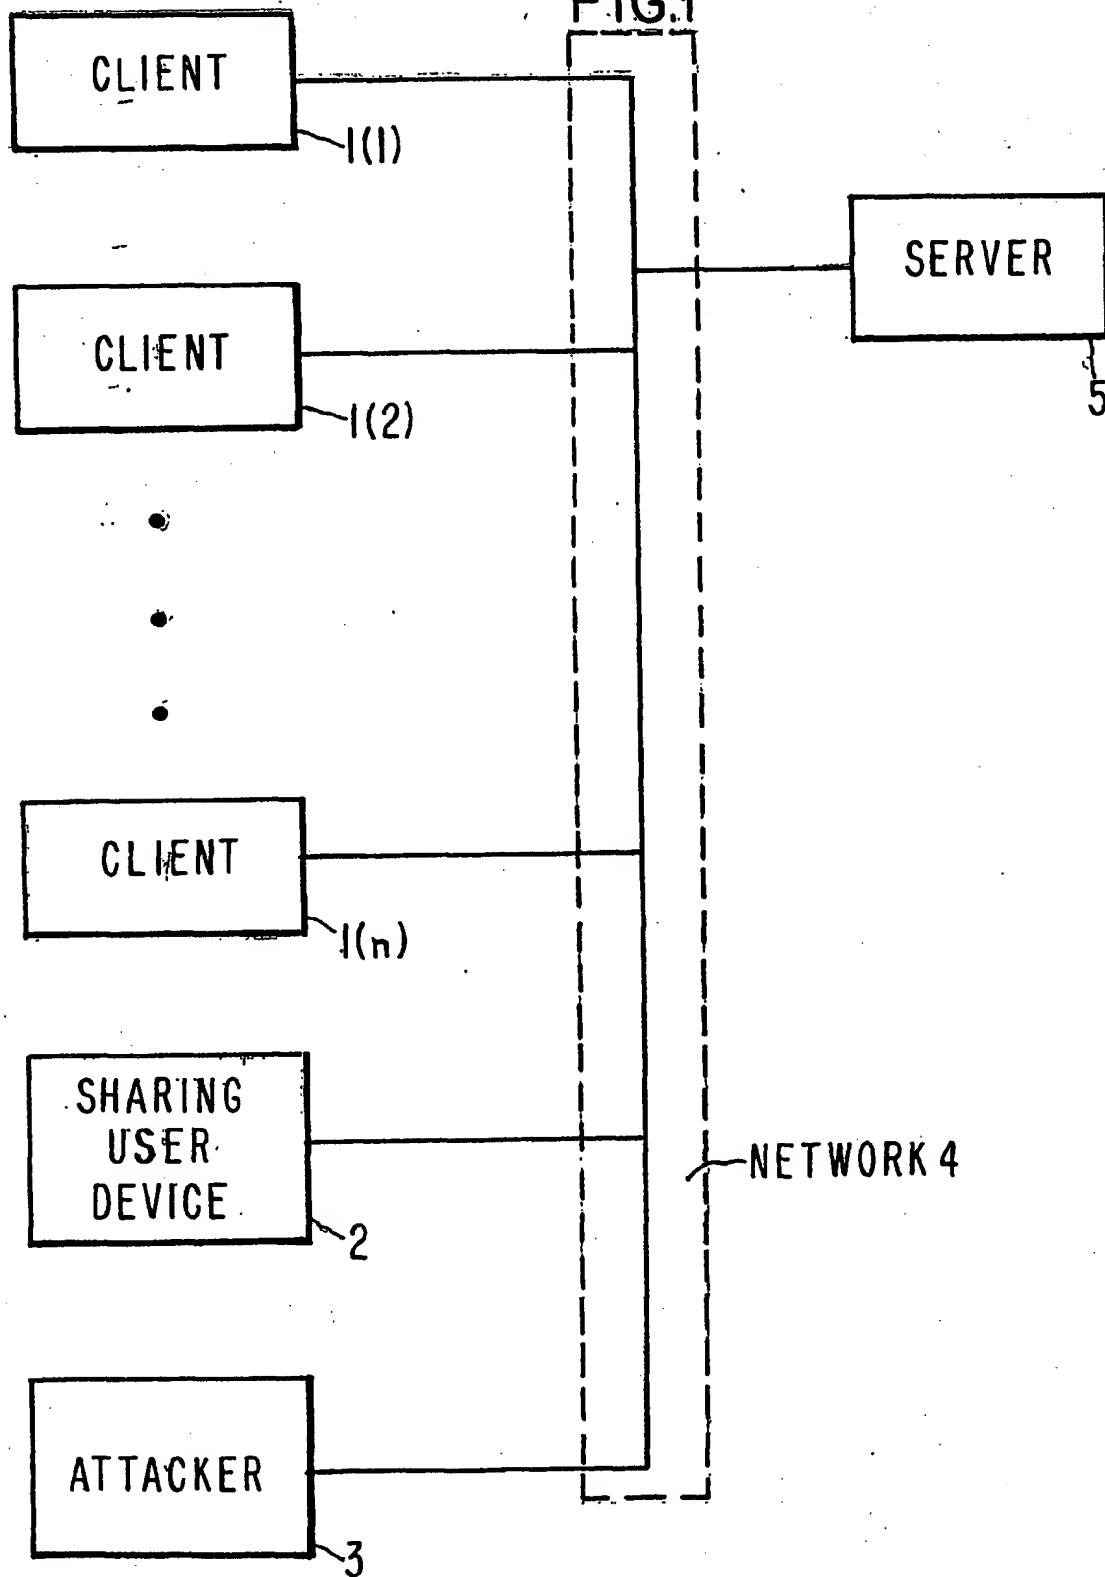 FIG.1
CLIENT
1(1)
SERVER
5
CLIENT
1(2)
CLIENT
1(n)
SHARING
USER
DEVICE
2
NETWORK 4
ATTACKER
3